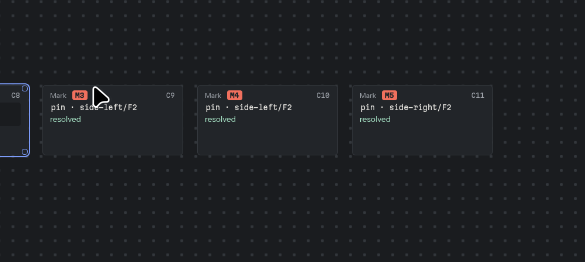 C8
Mark M3 C9
pin · side-left/F2
resolved
Mark M4 C10
pin · side-left/F2
resolved
Mark M5 C11
pin · side-right/F2
resolved